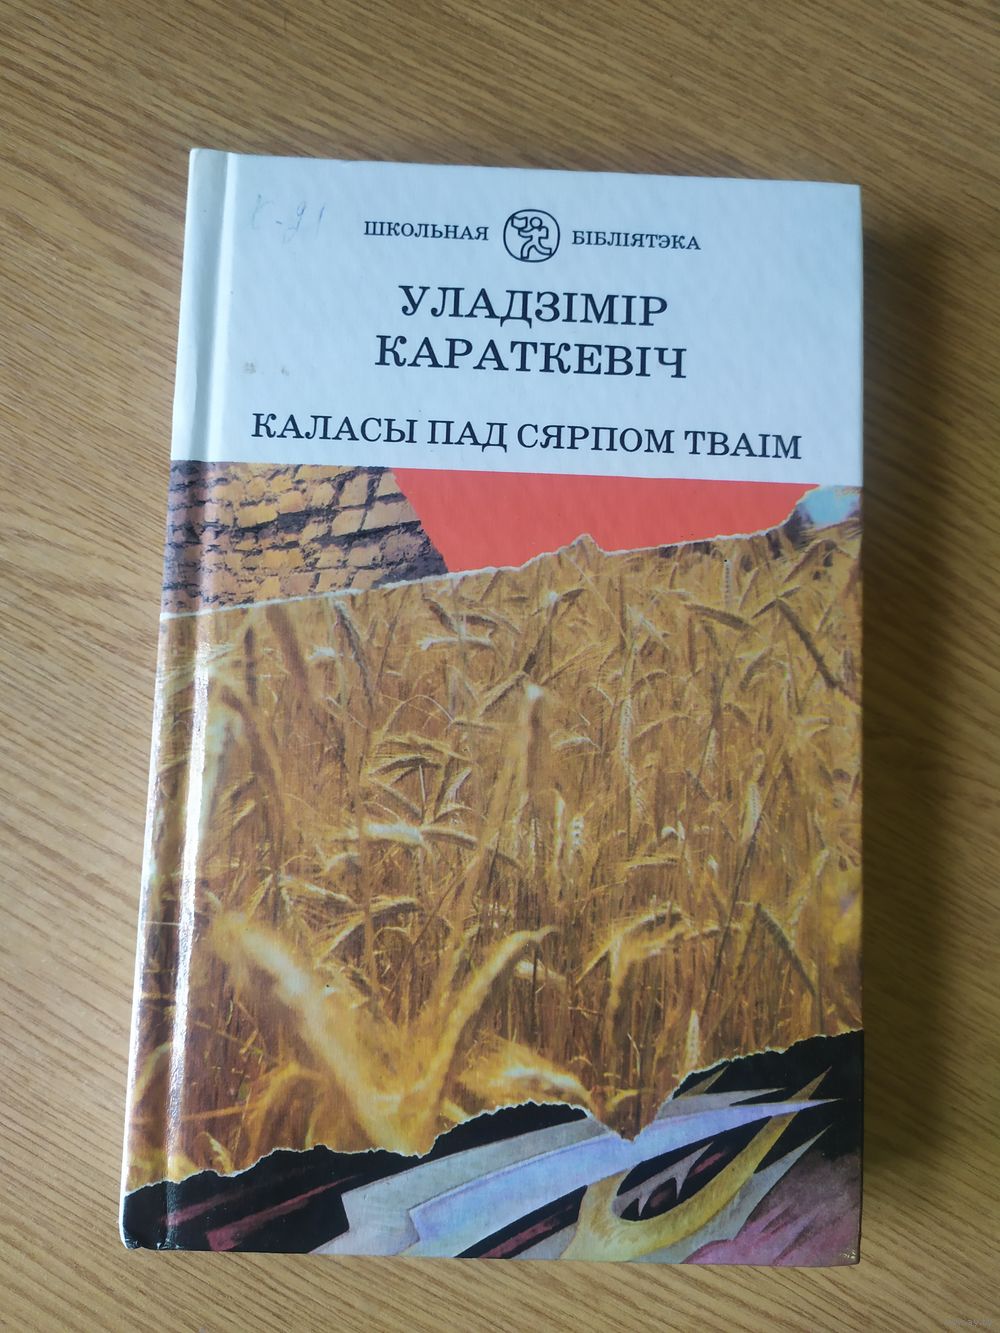 ШКОЛЬНАЯ БІБЛІЯТЭКА
УЛАДЗІМІР
КАРАТКЕВІЧ
КАЛАСЫ ПАД СЯРПОМ ТВАІМ